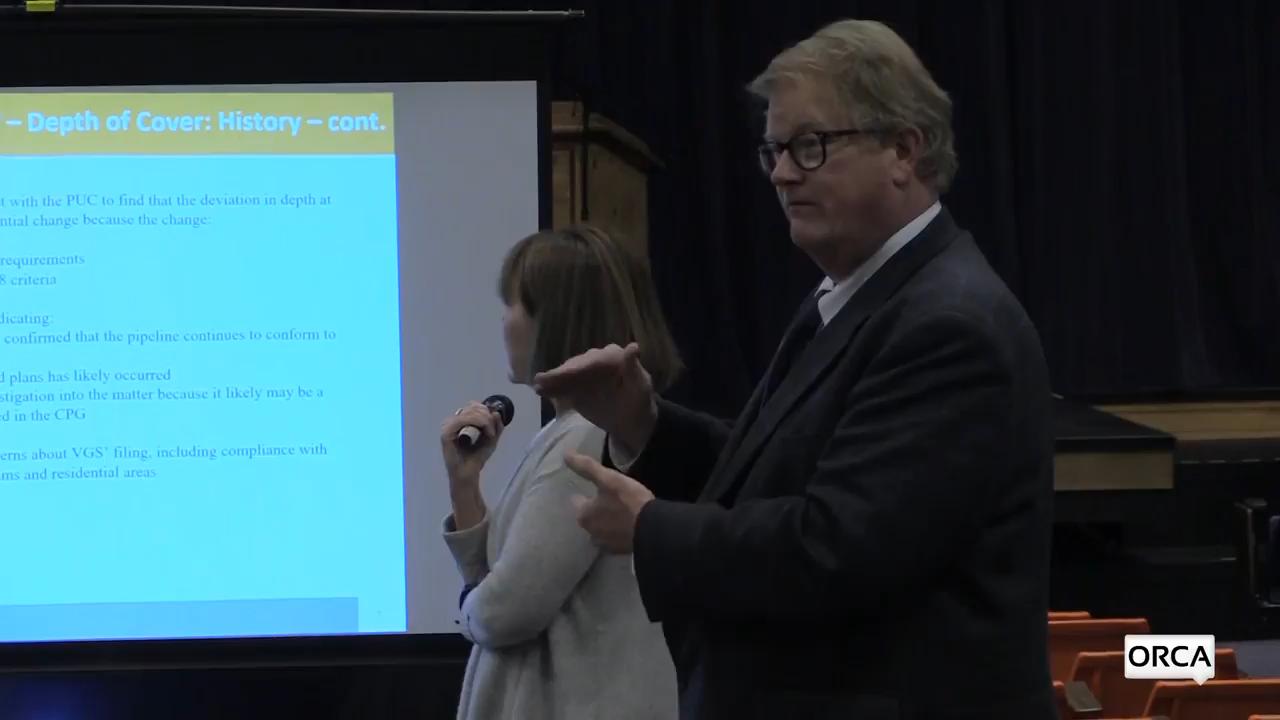 – Depth of Cover: History – cont.
t with the PUC to find that the deviation in depth at
ntial change because the change:
requirements
8 criteria
dicating:
confirmed that the pipeline continues to conform to
d plans has likely occurred
stigation into the matter because it likely may be a
ed in the CPG
erns about VGS' filing, including compliance with
ms and residential areas
ORCA